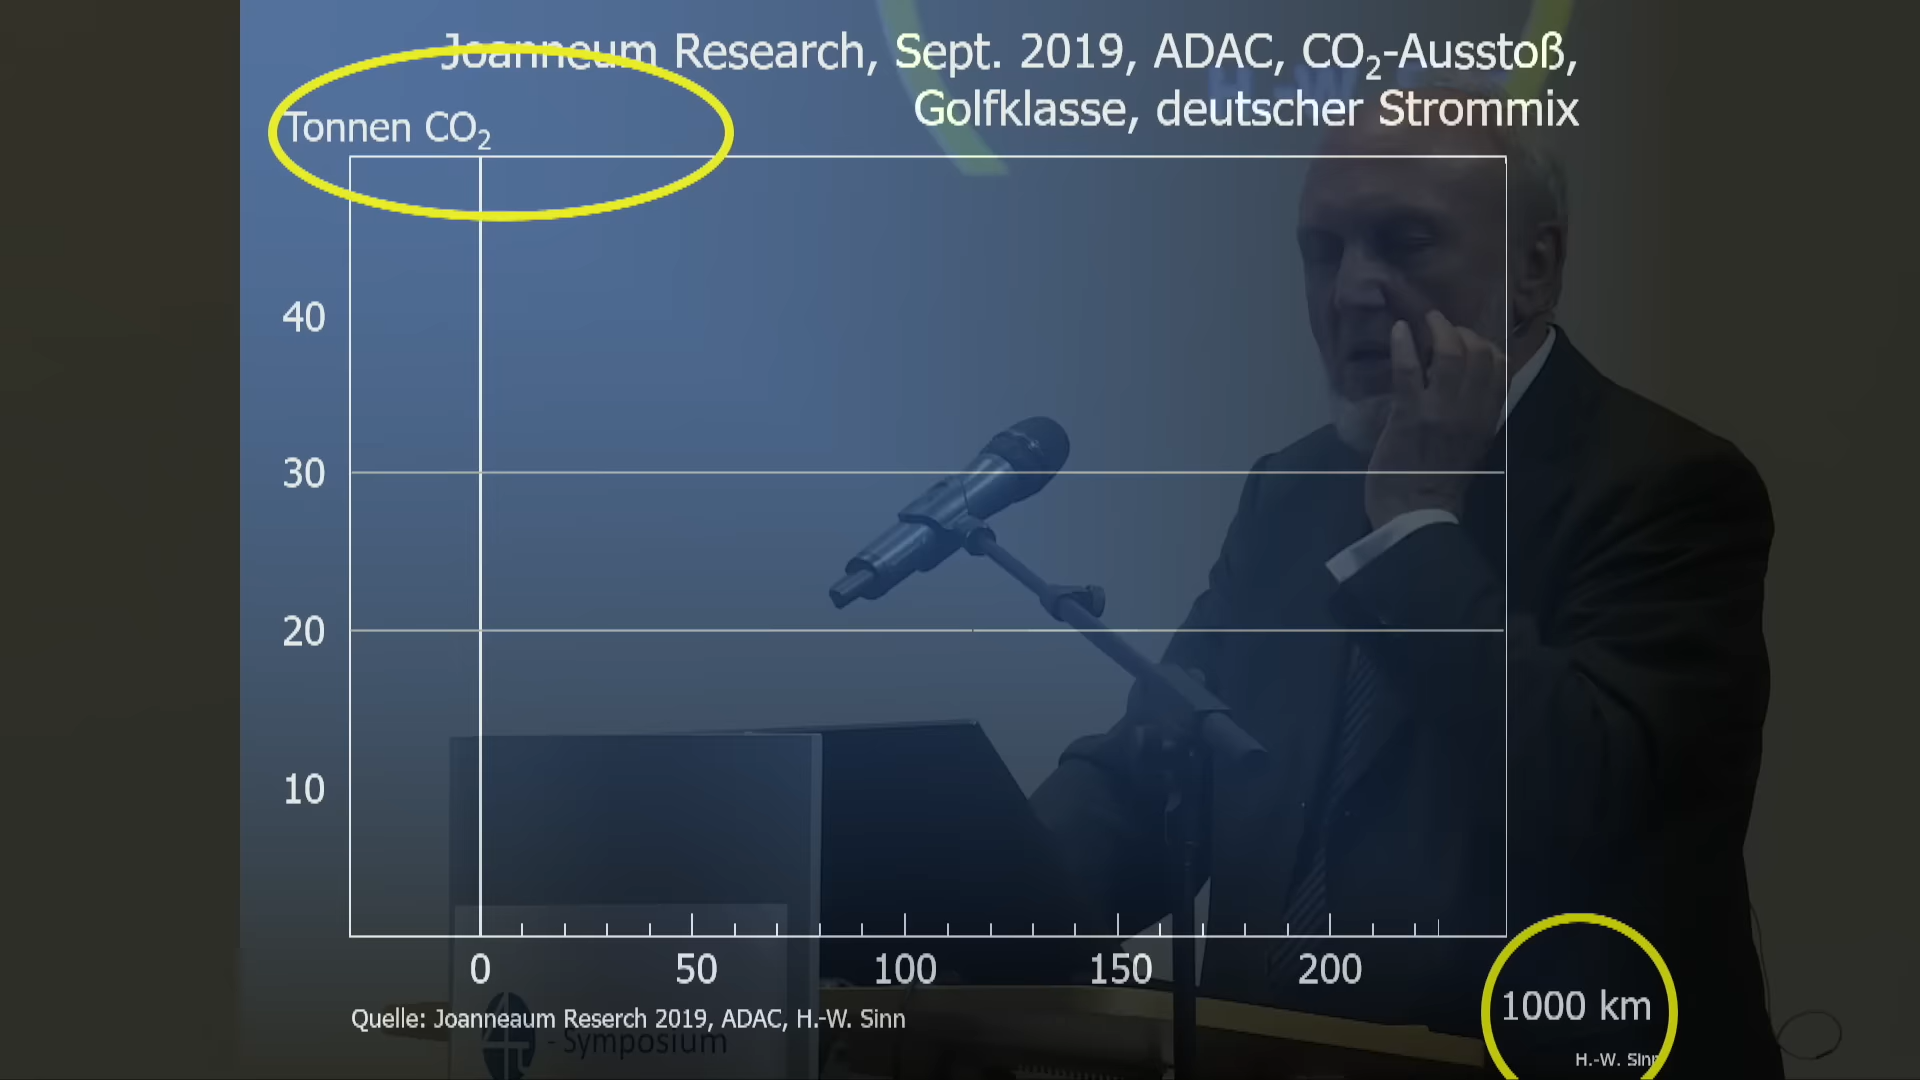 Joanneum Research, Sept. 2019, ADAC, CO₂-Ausstoß,
Golfklasse, deutscher Strommix
Tonnen CO₂
40
30
20
10
0 50 100 150 200
1000 km
Quelle: Joanneaum Reserch 2019, ADAC, H.-W. Sinn
- Symposium
H.-W. Sinn